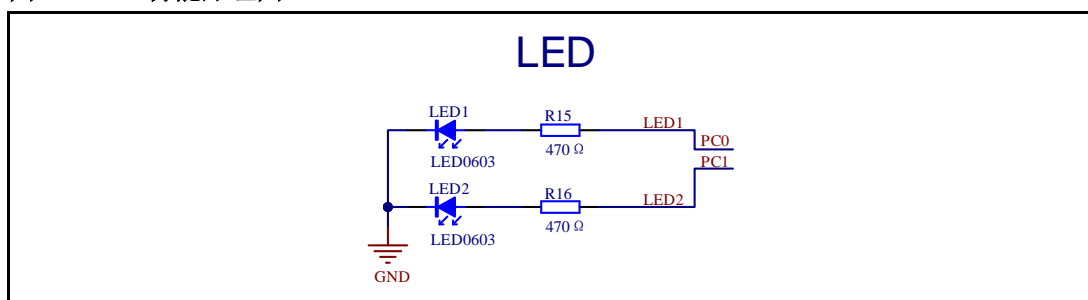 LED
LED1
R15
LED1
PC0
LED0603
470 Ω
PC1
LED2
R16
LED2
LED0603
470 Ω
GND